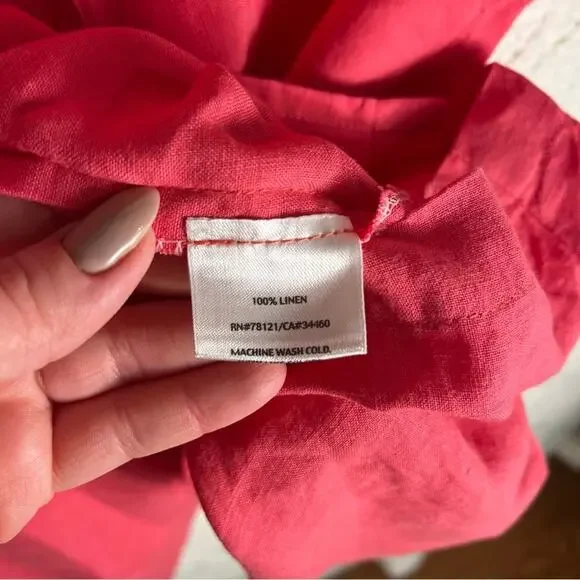 100% LINEN
RN#78121/CA#34460
MACHINE WASH COLD.